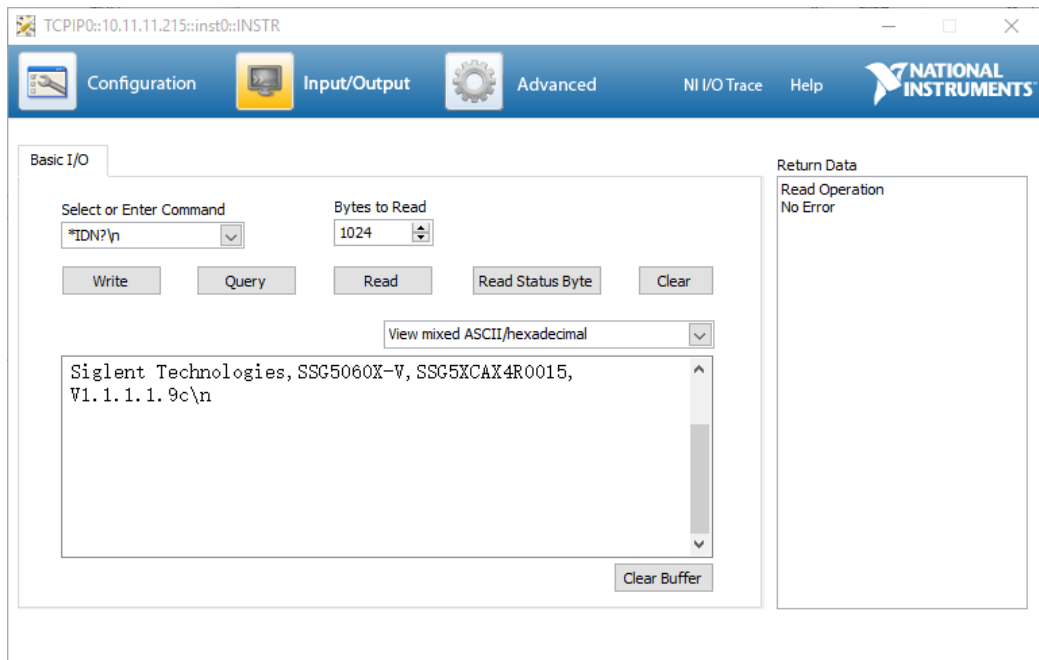 TCPIP0::10.11.11.215::inst0::INSTR
Configuration
Input/Output
Advanced
NI I/O Trace
Help
NATIONAL
INSTRUMENTS
Basic I/O
Select or Enter Command
*IDN?\n
Bytes to Read
1024
Write
Query
Read
Read Status Byte
Clear
View mixed ASCII/hexadecimal
Siglent Technologies,SSG5060X-V,SSG5XCAX4R0015,
V1.1.1.1.9c\n
Clear Buffer
Return Data
Read Operation
No Error